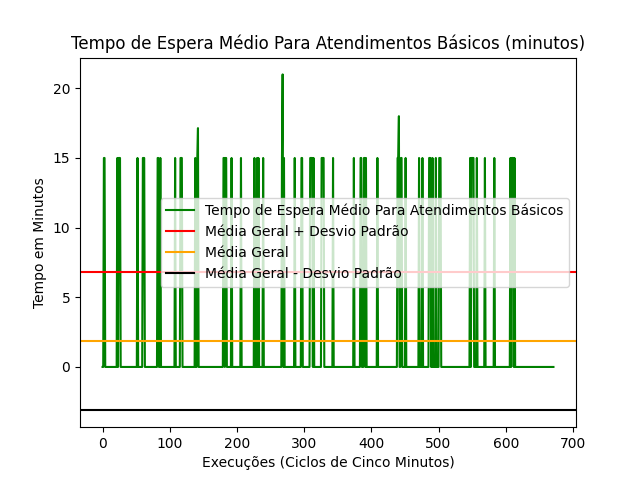 Tempo de Espera Médio Para Atendimentos Básicos (minutos)
20
15
10
5
0
Tempo em Minutos
Tempo de Espera Médio Para Atendimentos Básicos
Média Geral + Desvio Padrão
Média Geral
Média Geral - Desvio Padrão
0 100 200 300 400 500 600 700
Execuções (Ciclos de Cinco Minutos)